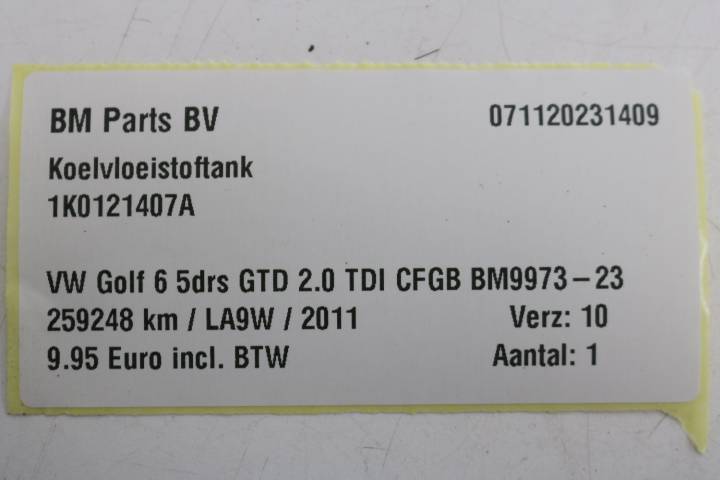 BM Parts BV 071120231409
Koelvloeistoftank
1K0121407A
VW Golf 6 5drs GTD 2.0 TDI CFGB BM9973-23
259248 km / LA9W / 2011 Verz: 10
9.95 Euro incl. BTW Aantal: 1